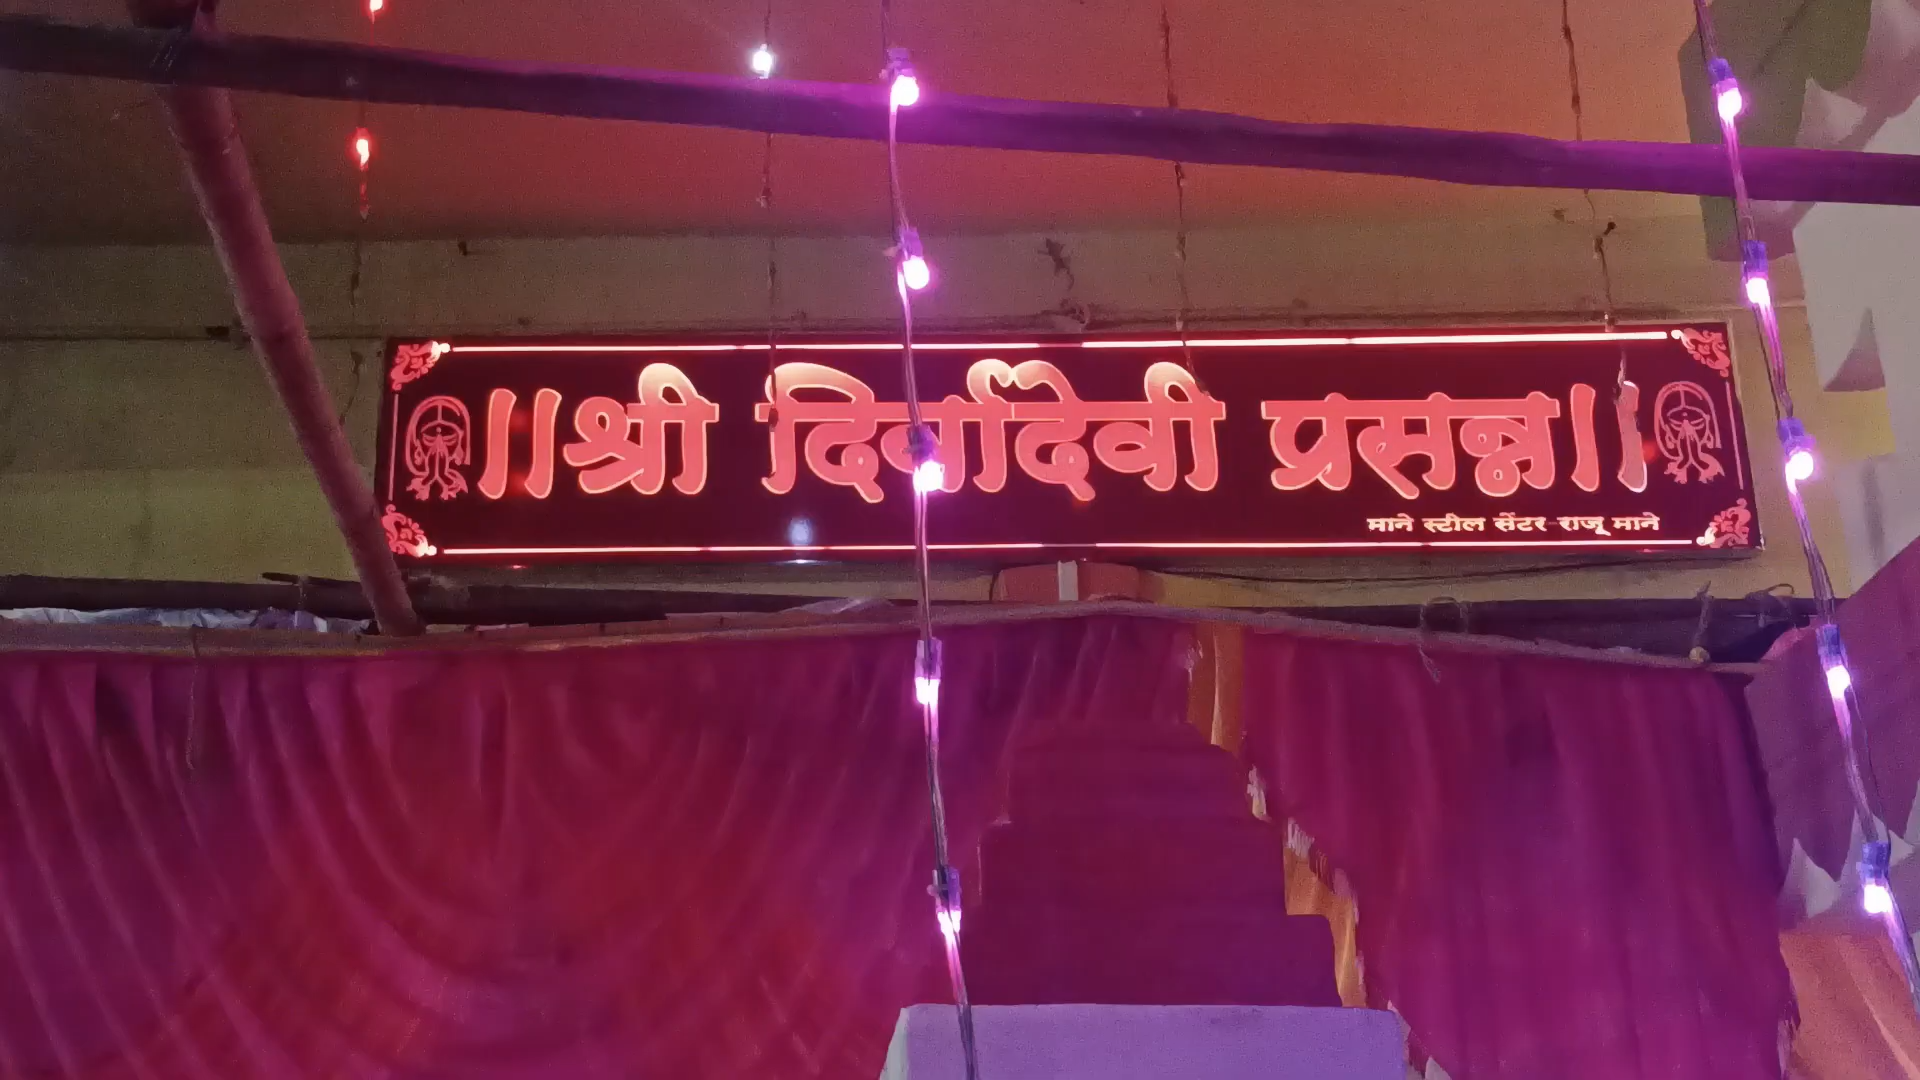 ॥श्री दिर्वादेवी प्रसन्न॥
माने स्टील सेंटर राजू माने